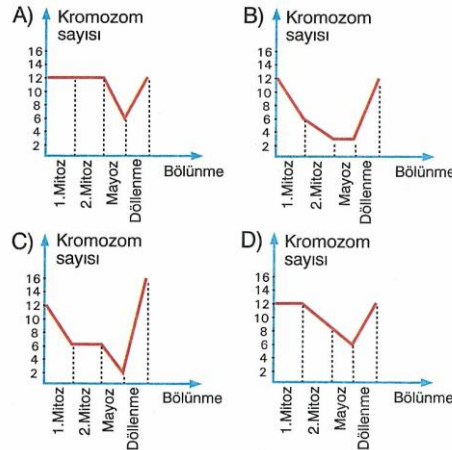 A) Kromozom
sayısı
16
14
12
10
8
6
4
2
1.Mitoz
2.Mitoz
Mayoz
Döllenme
Bölünme
B) Kromozom
sayısı
16
14
12
10
8
6
4
2
1.Mitoz
2.Mitoz
Mayoz
Döllenme
Bölünme
C) Kromozom
sayısı
16
14
12
10
8
6
4
2
1.Mitoz
2.Mitoz
Mayoz
Döllenme
Bölünme
D) Kromozom
sayısı
16
14
12
10
8
6
4
2
1.Mitoz
2.Mitoz
Mayoz
Döllenme
Bölünme